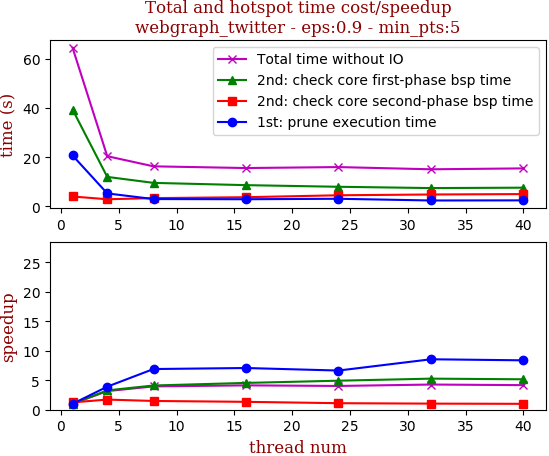 Total and hotspot time cost/speedup
webgraph_twitter - eps:0.9 - min_pts:5
time (s)
60
40
20
0
Total time without IO
2nd: check core first-phase bsp time
2nd: check core second-phase bsp time
1st: prune execution time
0 5 10 15 20 25 30 35 40
speedup
25
20
15
10
5
0
0 5 10 15 20 25 30 35 40
thread num